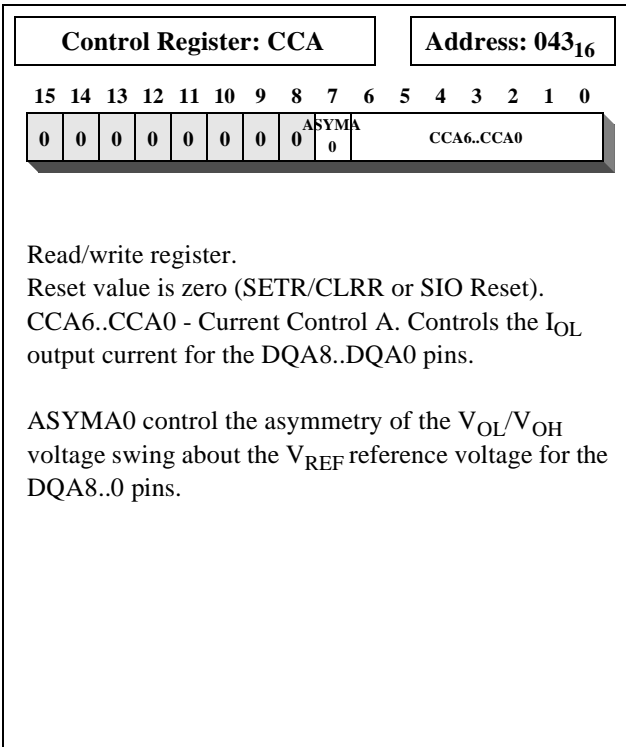 Control Register: CCA Address: 043₁₆
15 14 13 12 11 10 9 8 7 6 5 4 3 2 1 0
0 0 0 0 0 0 0 0 ASYMA 0 CCA6..CCA0
Read/write register.
Reset value is zero (SETR/CLRR or SIO Reset).
CCA6..CCA0 - Current Control A. Controls the I_OL
output current for the DQA8..DQA0 pins.
ASYMA0 control the asymmetry of the V_OL/V_OH
voltage swing about the V_REF reference voltage for the
DQA8..0 pins.